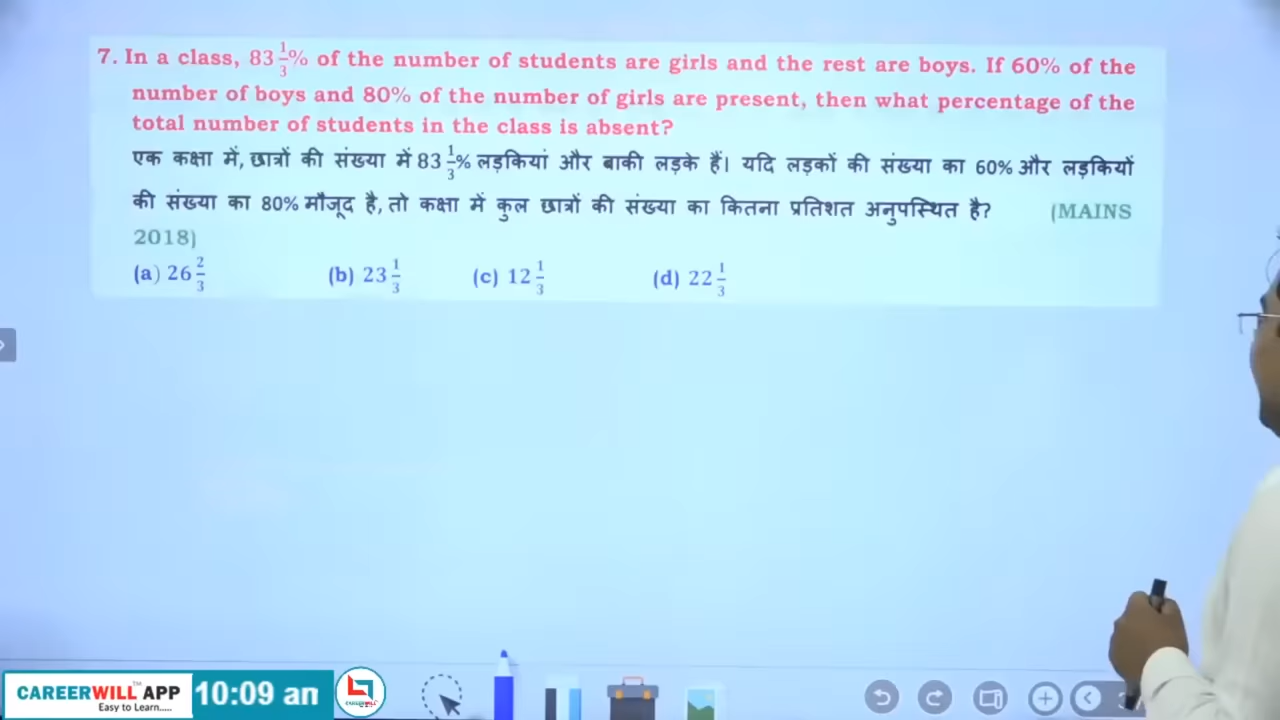 7. In a class, 83 1/3% of the number of students are girls and the rest are boys. If 60% of the
number of boys and 80% of the number of girls are present, then what percentage of the
total number of students in the class is absent?
एक कक्षा में, छात्रों की संख्या में 83 1/3% लड़कियां और बाकी लड़के हैं। यदि लड़कों की संख्या का 60% और लड़कियों
की संख्या का 80% मौजूद है, तो कक्षा में कुल छात्रों की संख्या का कितना प्रतिशत अनुपस्थित है? (MAINS
2018)
(a) 26 2/3 (b) 23 1/3 (c) 12 1/3 (d) 22 1/3
CAREERWILL™ APP
Easy to Learn.....
10:09 an
CAREERWILL